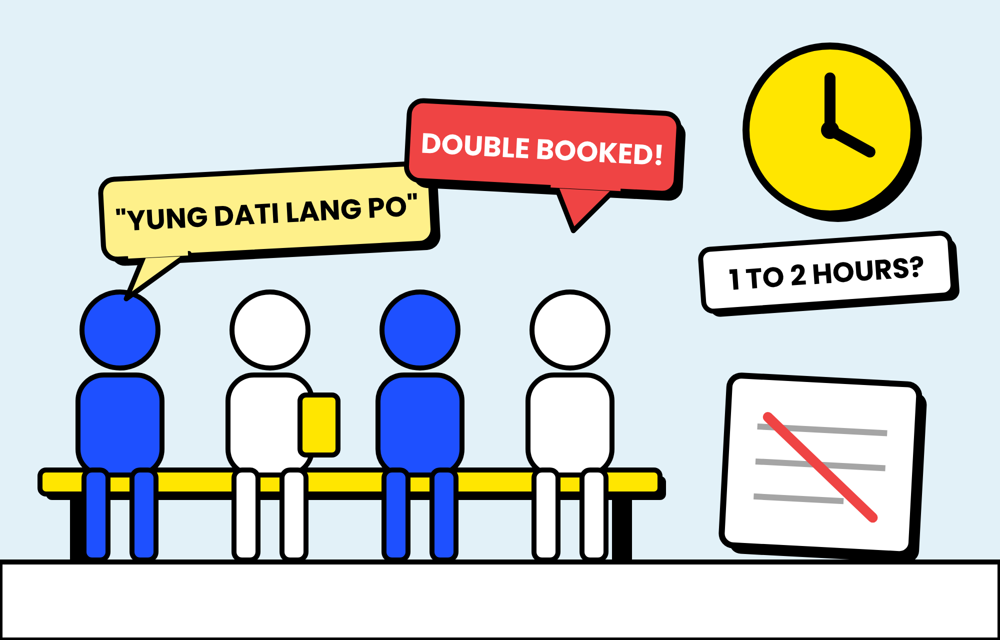 DOUBLE BOOKED!
"YUNG DATI LANG PO"
1 TO 2 HOURS?